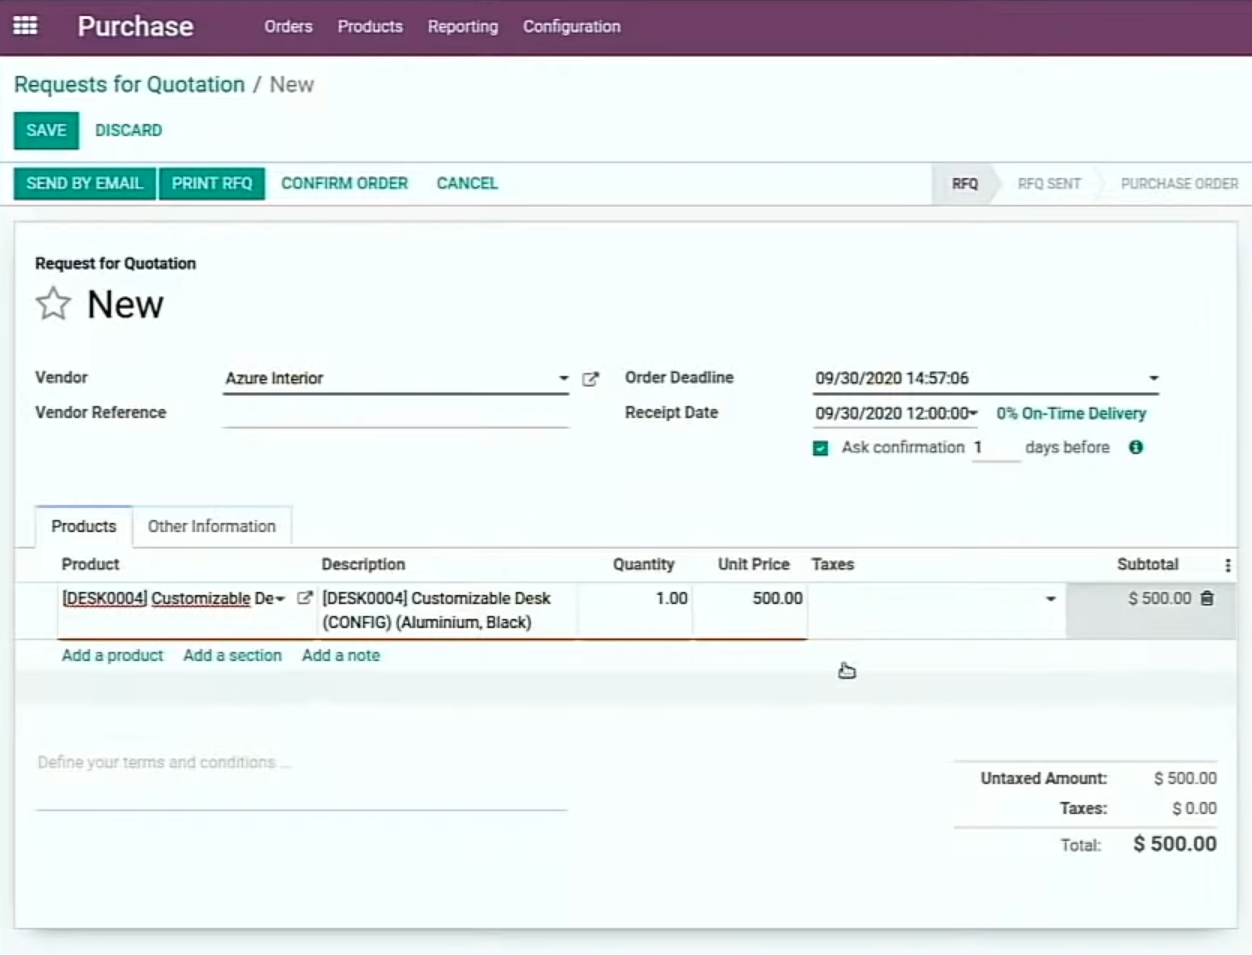 Purchase Orders Products Reporting Configuration
Requests for Quotation / New
SAVE DISCARD
SEND BY EMAIL PRINT RFQ CONFIRM ORDER CANCEL RFQ RFQ SENT PURCHASE ORDER
Request for Quotation
New
Vendor Azure Interior Order Deadline 09/30/2020 14:57:06
Vendor Reference Receipt Date 09/30/2020 12:00:00 0% On-Time Delivery
Ask confirmation 1 days before
Products Other Information
Product Description Quantity Unit Price Taxes Subtotal
[DESK0004] Customizable De [DESK0004] Customizable Desk 1.00 500.00 $ 500.00
(CONFIG) (Aluminium, Black)
Add a product Add a section Add a note
Define your terms and conditions ...
Untaxed Amount: $ 500.00
Taxes: $ 0.00
Total: $ 500.00